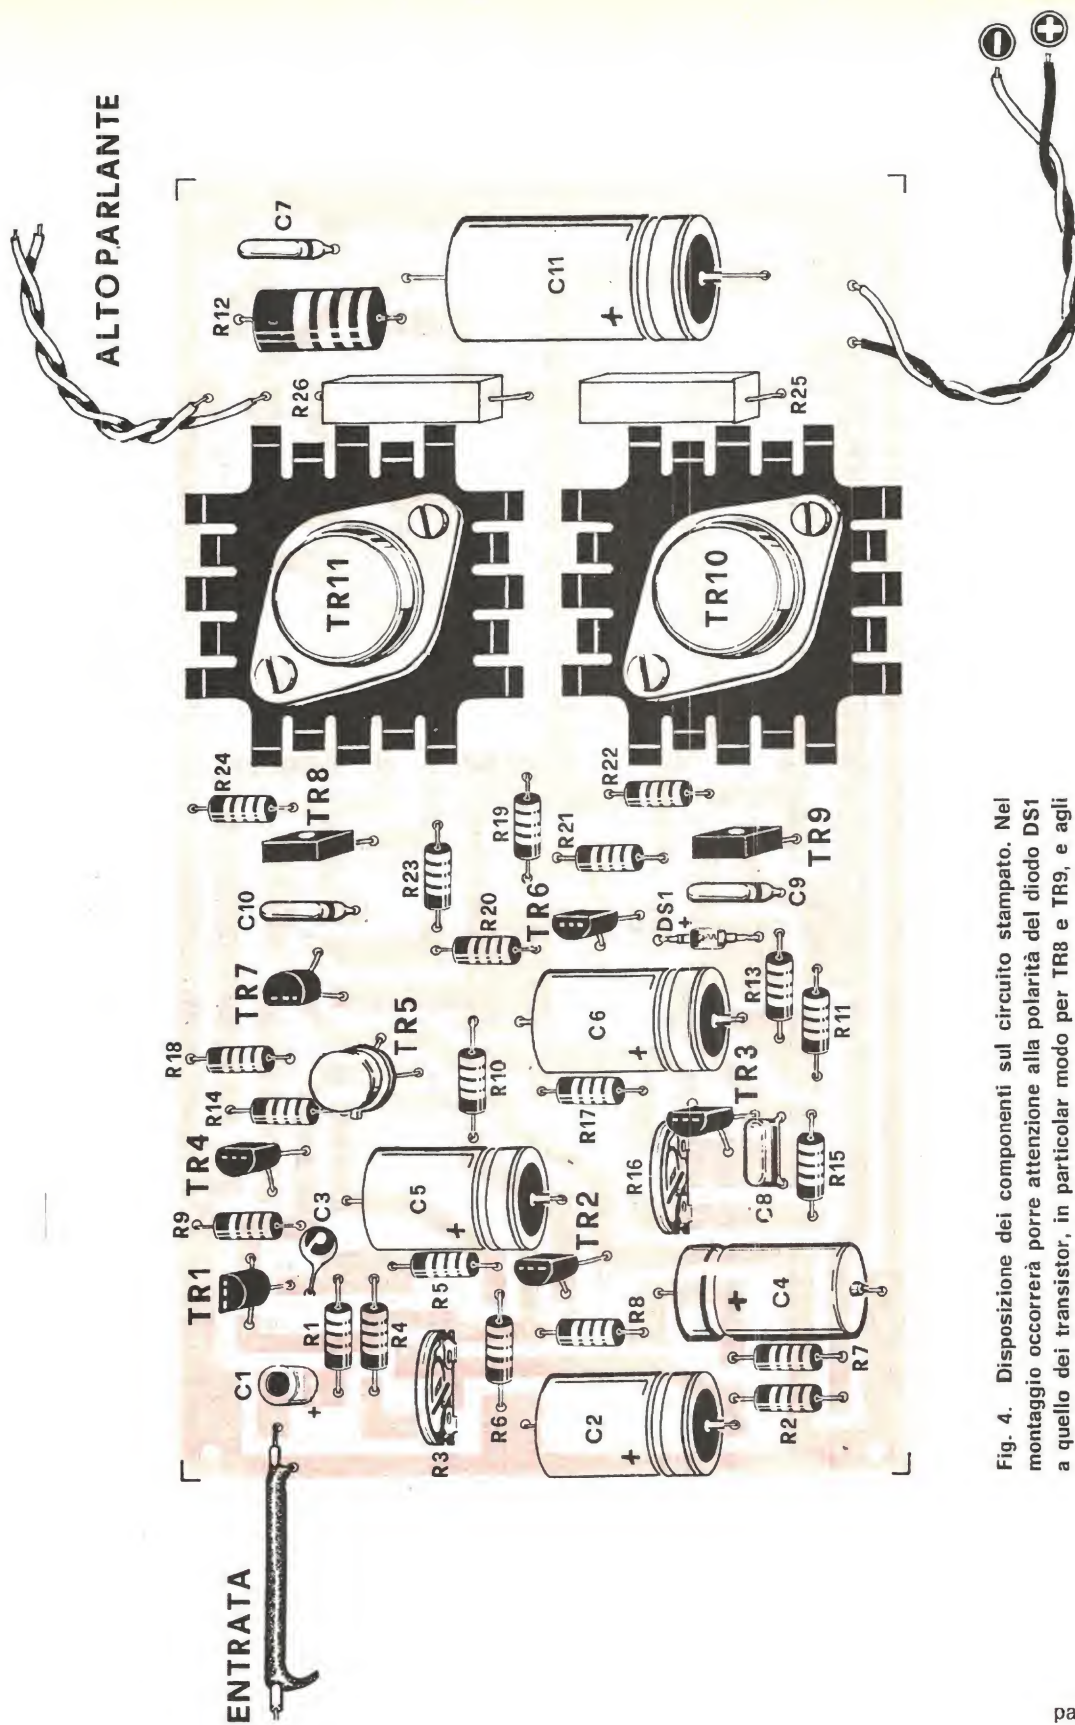 ENTRATA
ALTOPARLANTE
C1
+
TR1
R9
TR4
R14
R18
TR7
C10
TR8
R24
TR11
R26
R12
C7
R1
R4
C3
R5
C5
+
TR5
R10
R20
R23
R19
TR6
R21
R22
R3
R6
R8
TR2
R16
R17
C6
+
DS1
+
C9
TR9
TR10
R25
C11
+
C2
+
R2
R7
C4
+
C8
TR3
R15
R13
R11
-
+
Fig. 4. Disposizione dei componenti sul circuito stampato. Nel
montaggio occorrerà porre attenzione alla polarità del diodo DS1
a quello dei transistor, in particolar modo per TR8 e TR9, e agli
pa